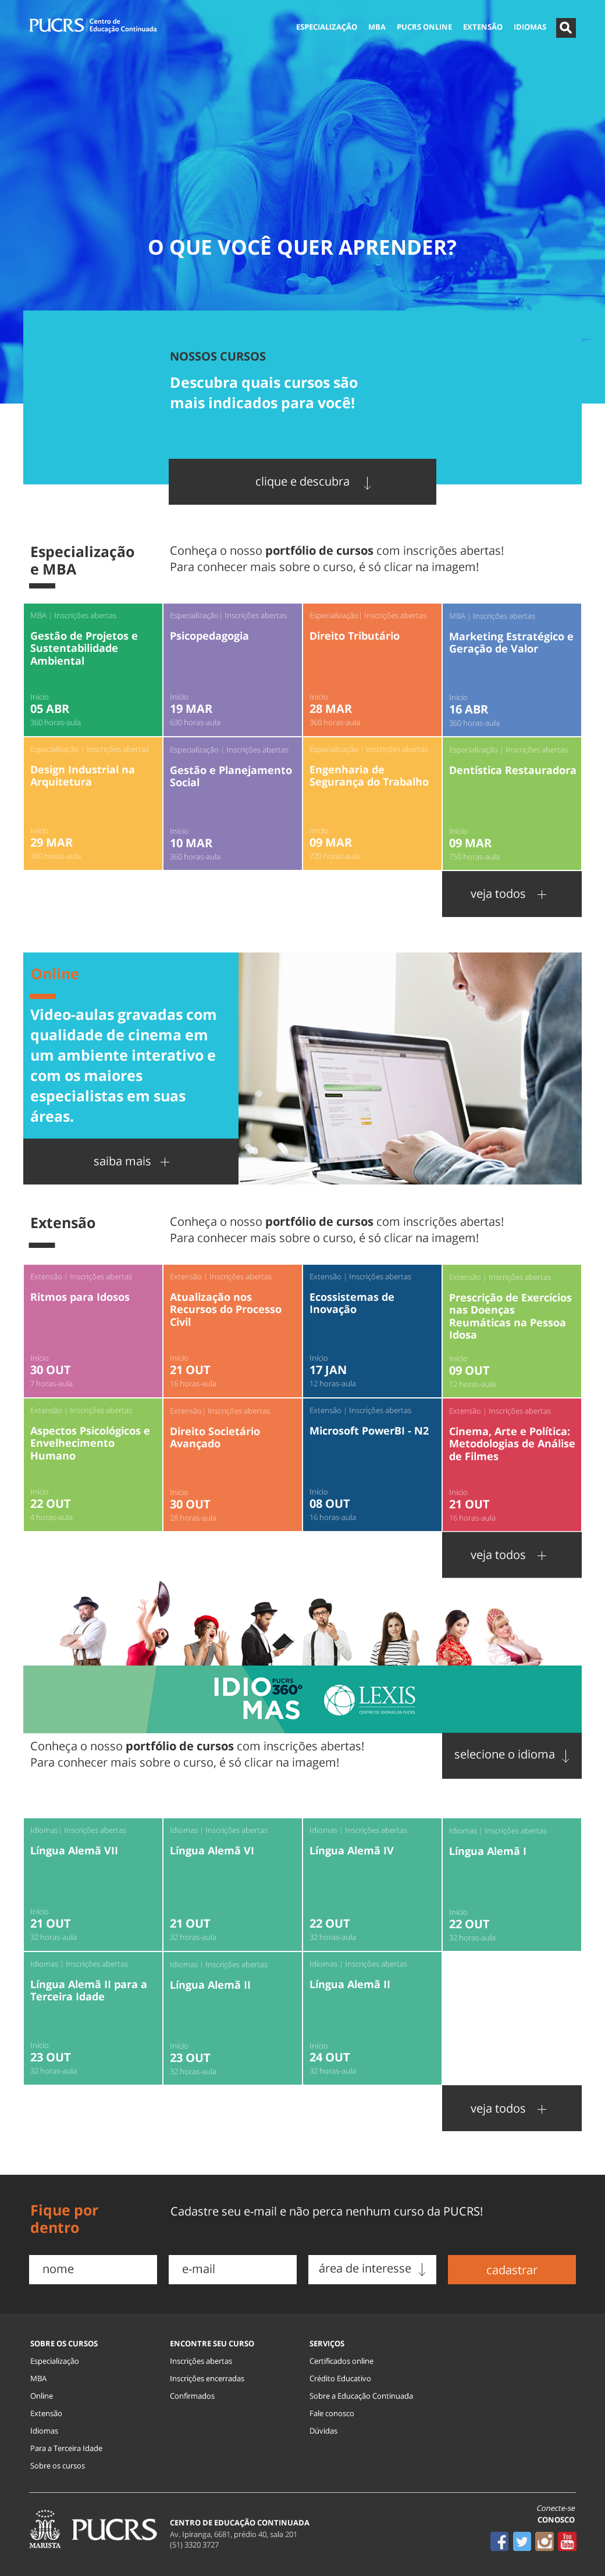 PUCRS Centro de
Educação Continuada
ESPECIALIZAÇÃO MBA PUCRS ONLINE EXTENSÃO IDIOMAS
O QUE VOCÊ QUER APRENDER?
NOSSOS CURSOS
Descubra quais cursos são
mais indicados para você!
clique e descubra
Especialização
e MBA
Conheça o nosso portfólio de cursos com inscrições abertas!
Para conhecer mais sobre o curso, é só clicar na imagem!
MBA | Inscrições abertas
Gestão de Projetos e
Sustentabilidade
Ambiental
Início
05 ABR
360 horas-aula
Especialização| Inscrições abertas
Psicopedagogia
Início
19 MAR
630 horas-aula
Especialização| Inscrições abertas
Direito Tributário
Início
28 MAR
360 horas-aula
MBA | Inscrições abertas
Marketing Estratégico e
Geração de Valor
Início
16 ABR
360 horas-aula
Especialização | Inscrições abertas
Design Industrial na
Arquitetura
Início
29 MAR
360 horas-aula
Especialização | Inscrições abertas
Gestão e Planejamento
Social
Início
10 MAR
360 horas-aula
Especialização | Inscrições abertas
Engenharia de
Segurança do Trabalho
Início
09 MAR
720 horas-aula
Especialização | Inscrições abertas
Dentística Restauradora
Início
09 MAR
750 horas-aula
veja todos +
Online
Video-aulas gravadas com
qualidade de cinema em
um ambiente interativo e
com os maiores
especialistas em suas
áreas.
saiba mais +
Extensão
Conheça o nosso portfólio de cursos com inscrições abertas!
Para conhecer mais sobre o curso, é só clicar na imagem!
Extensão | Inscrições abertas
Ritmos para Idosos
Início
30 OUT
7 horas-aula
Extensão | Inscrições abertas
Atualização nos
Recursos do Processo
Civil
Início
21 OUT
16 horas-aula
Extensão | Inscrições abertas
Ecossistemas de
Inovação
Início
17 JAN
12 horas-aula
Extensão | Inscrições abertas
Prescrição de Exercícios
nas Doenças
Reumáticas na Pessoa
Idosa
Início
09 OUT
12 horas-aula
Extensão | Inscrições abertas
Aspectos Psicológicos e
Envelhecimento
Humano
Início
22 OUT
4 horas-aula
Extensão| Inscrições abertas
Direito Societário
Avançado
Início
30 OUT
28 horas-aula
Extensão | Inscrições abertas
Microsoft PowerBI - N2
Início
08 OUT
16 horas-aula
Extensão | Inscrições abertas
Cinema, Arte e Política:
Metodologias de Análise
de Filmes
Início
21 OUT
16 horas-aula
veja todos +
IDIO
MAS
PUCRS
360°
LEXIS
CENTRO DE IDIOMAS DA PUCRS
Conheça o nosso portfólio de cursos com inscrições abertas!
Para conhecer mais sobre o curso, é só clicar na imagem!
selecione o idioma
Idiomas| Inscrições abertas
Língua Alemã VII
Início
21 OUT
32 horas-aula
Idiomas | Inscrições abertas
Língua Alemã VI
21 OUT
32 horas-aula
Idiomas | Inscrições abertas
Língua Alemã IV
22 OUT
32 horas-aula
Idiomas | Inscrições abertas
Língua Alemã I
Início
22 OUT
32 horas-aula
Idiomas | Inscrições abertas
Língua Alemã II para a
Terceira Idade
Início
23 OUT
32 horas-aula
Idiomas | Inscrições abertas
Língua Alemã II
Início
23 OUT
32 horas-aula
Idiomas | Inscrições abertas
Língua Alemã II
Início
24 OUT
32 horas-aula
veja todos +
Fique por
dentro
Cadastre seu e-mail e não perca nenhum curso da PUCRS!
nome
e-mail
área de interesse
cadastrar
SOBRE OS CURSOS
Especialização
MBA
Online
Extensão
Idiomas
Para a Terceira Idade
Sobre os cursos
ENCONTRE SEU CURSO
Inscrições abertas
Inscrições encerradas
Confirmados
SERVIÇOS
Certificados online
Crédito Educativo
Sobre a Educação Continuada
Fale conosco
Dúvidas
MARISTA
PUCRS
CENTRO DE EDUCAÇÃO CONTINUADA
Av. Ipiranga, 6681, prédio 40, sala 201
(51) 3320 3727
Conecte-se
CONOSCO
You
Tube